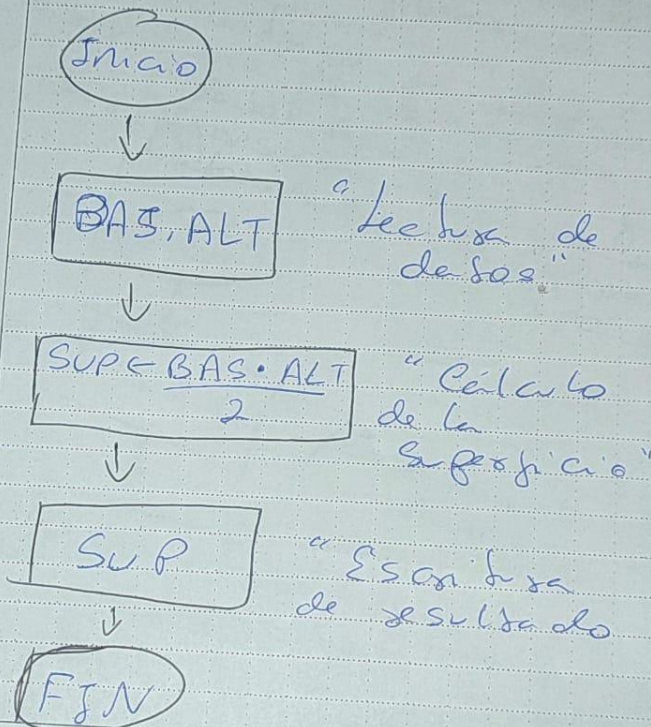 Inicio
BAS, ALT
"Lectura de
datos"
SUP ← BAS · ALT
2
"Cálculo
de la
Superficie"
SUP
"Escritura
de resultado
FIN